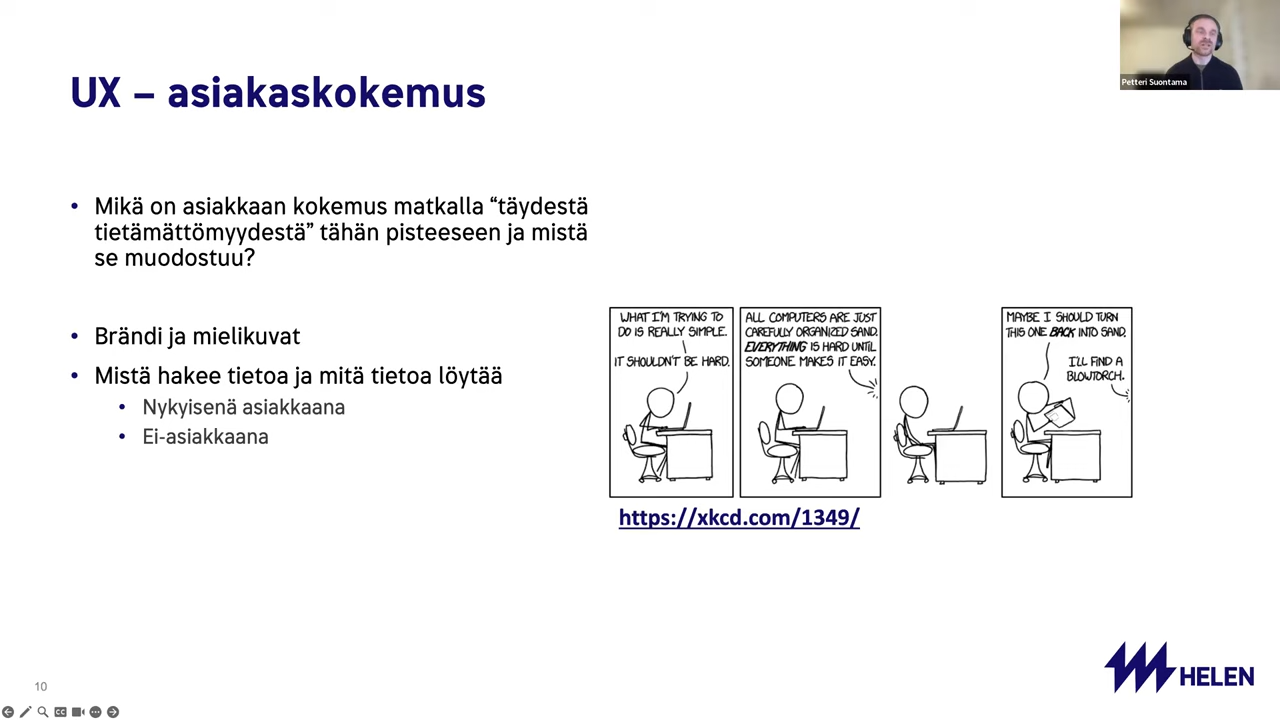 Petteri Suontama
UX – asiakaskokemus
• Mikä on asiakkaan kokemus matkalla “täydestä
tietämättömyydestä” tähän pisteeseen ja mistä
se muodostuu?
• Brändi ja mielikuvat
• Mistä hakee tietoa ja mitä tietoa löytää
• Nykyisenä asiakkaana
• Ei-asiakkaana
WHAT I'M TRYING TO
DO IS REALLY SIMPLE.
IT SHOULDN'T BE HARD.
ALL COMPUTERS ARE JUST
CAREFULLY ORGANIZED SAND.
EVERYTHING IS HARD UNTIL
SOMEONE MAKES IT EASY.
MAYBE I SHOULD TURN
THIS ONE BACK INTO SAND.
I'LL FIND A
BLOWTORCH.
https://xkcd.com/1349/
HELEN
10
CC